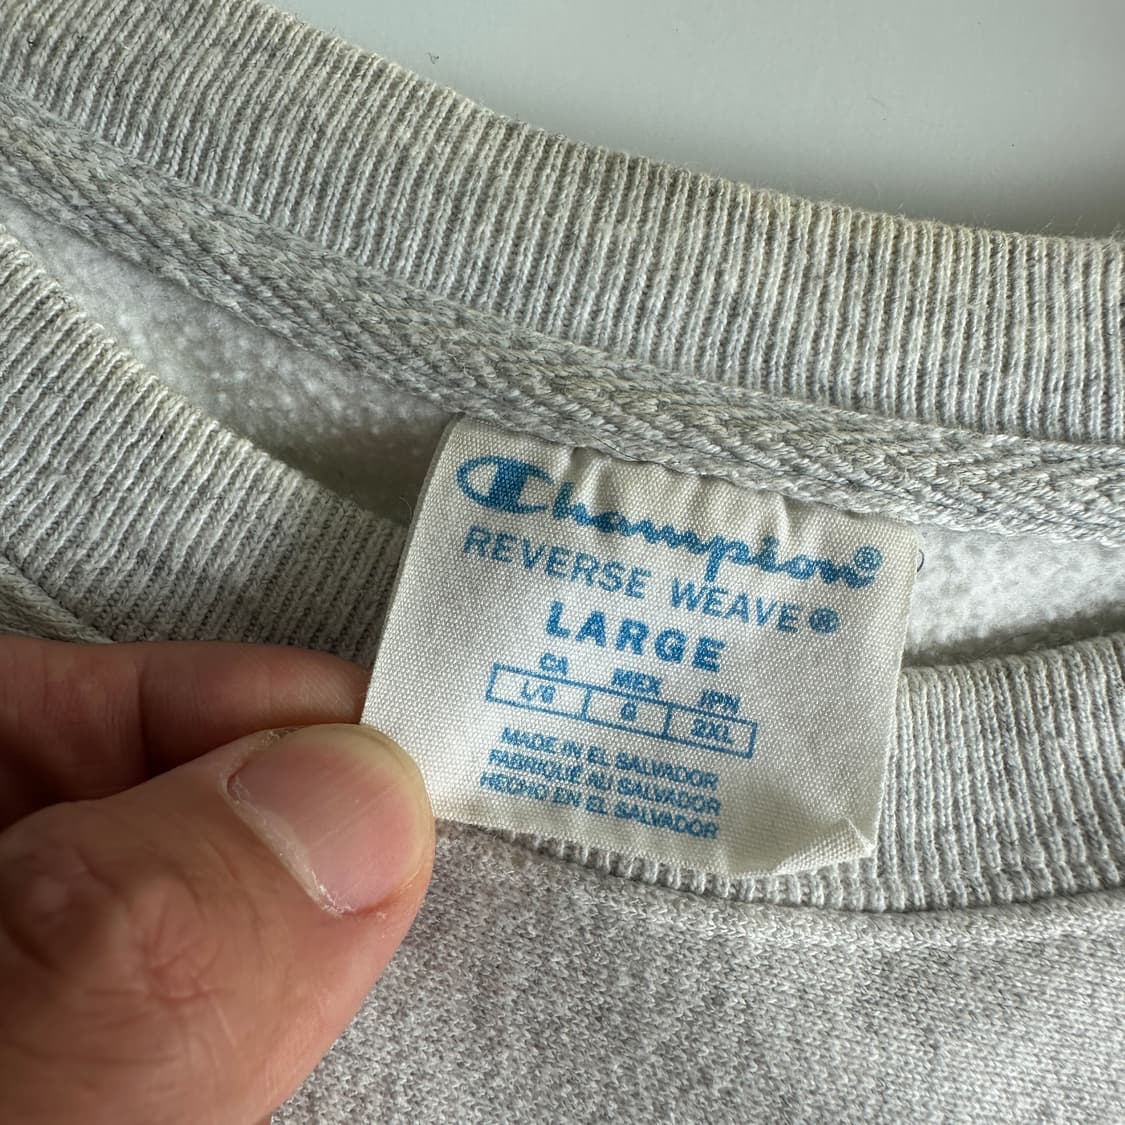 Champion®
REVERSE WEAVE®
LARGE
CA MEX JPN
L/G G 2XL
MADE IN EL SALVADOR
FABRIQUÉ AU SALVADOR
HECHO EN EL SALVADOR